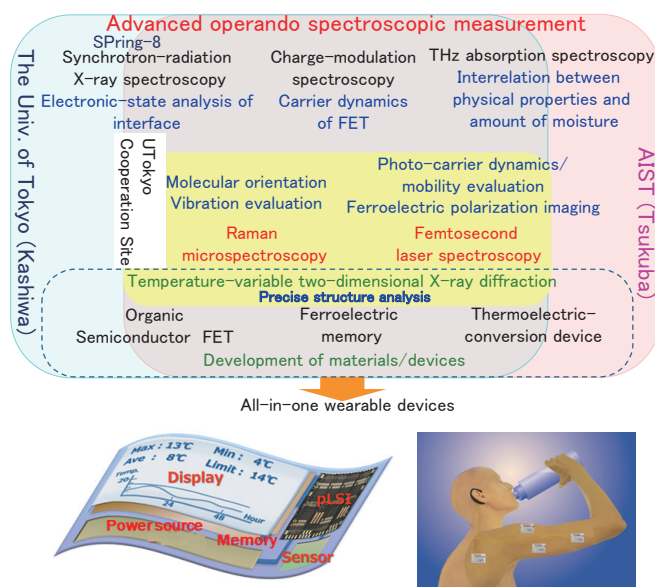 Advanced operando spectroscopic measurement
The Univ. of Tokyo (Kashiwa)
SPring-8
Synchrotron-radiation
X-ray spectroscopy
Electronic-state analysis of
interface
Charge-modulation
spectroscopy
Carrier dynamics
of FET
THz absorption spectroscopy
Interrelation between
physical properties and
amount of moisture
AIST (Tsukuba)
UTokyo
Cooperation Site
Molecular orientation
Vibration evaluation
Photo-carrier dynamics/
mobility evaluation
Ferroelectric polarization imaging
Raman
microspectroscopy
Femtosecond
laser spectroscopy
Temperature-variable two-dimensional X-ray diffraction
Precise structure analysis
Organic
Semiconductor FET
Ferroelectric
memory
Thermoelectric-
conversion device
Development of materials/devices
All-in-one wearable devices
Max : 13℃ Min : 4℃
Ave : 8℃ Limit : 14℃
Temp.
20
Display
24
48
Hour
pLSI
Power source
Memory
Sensor